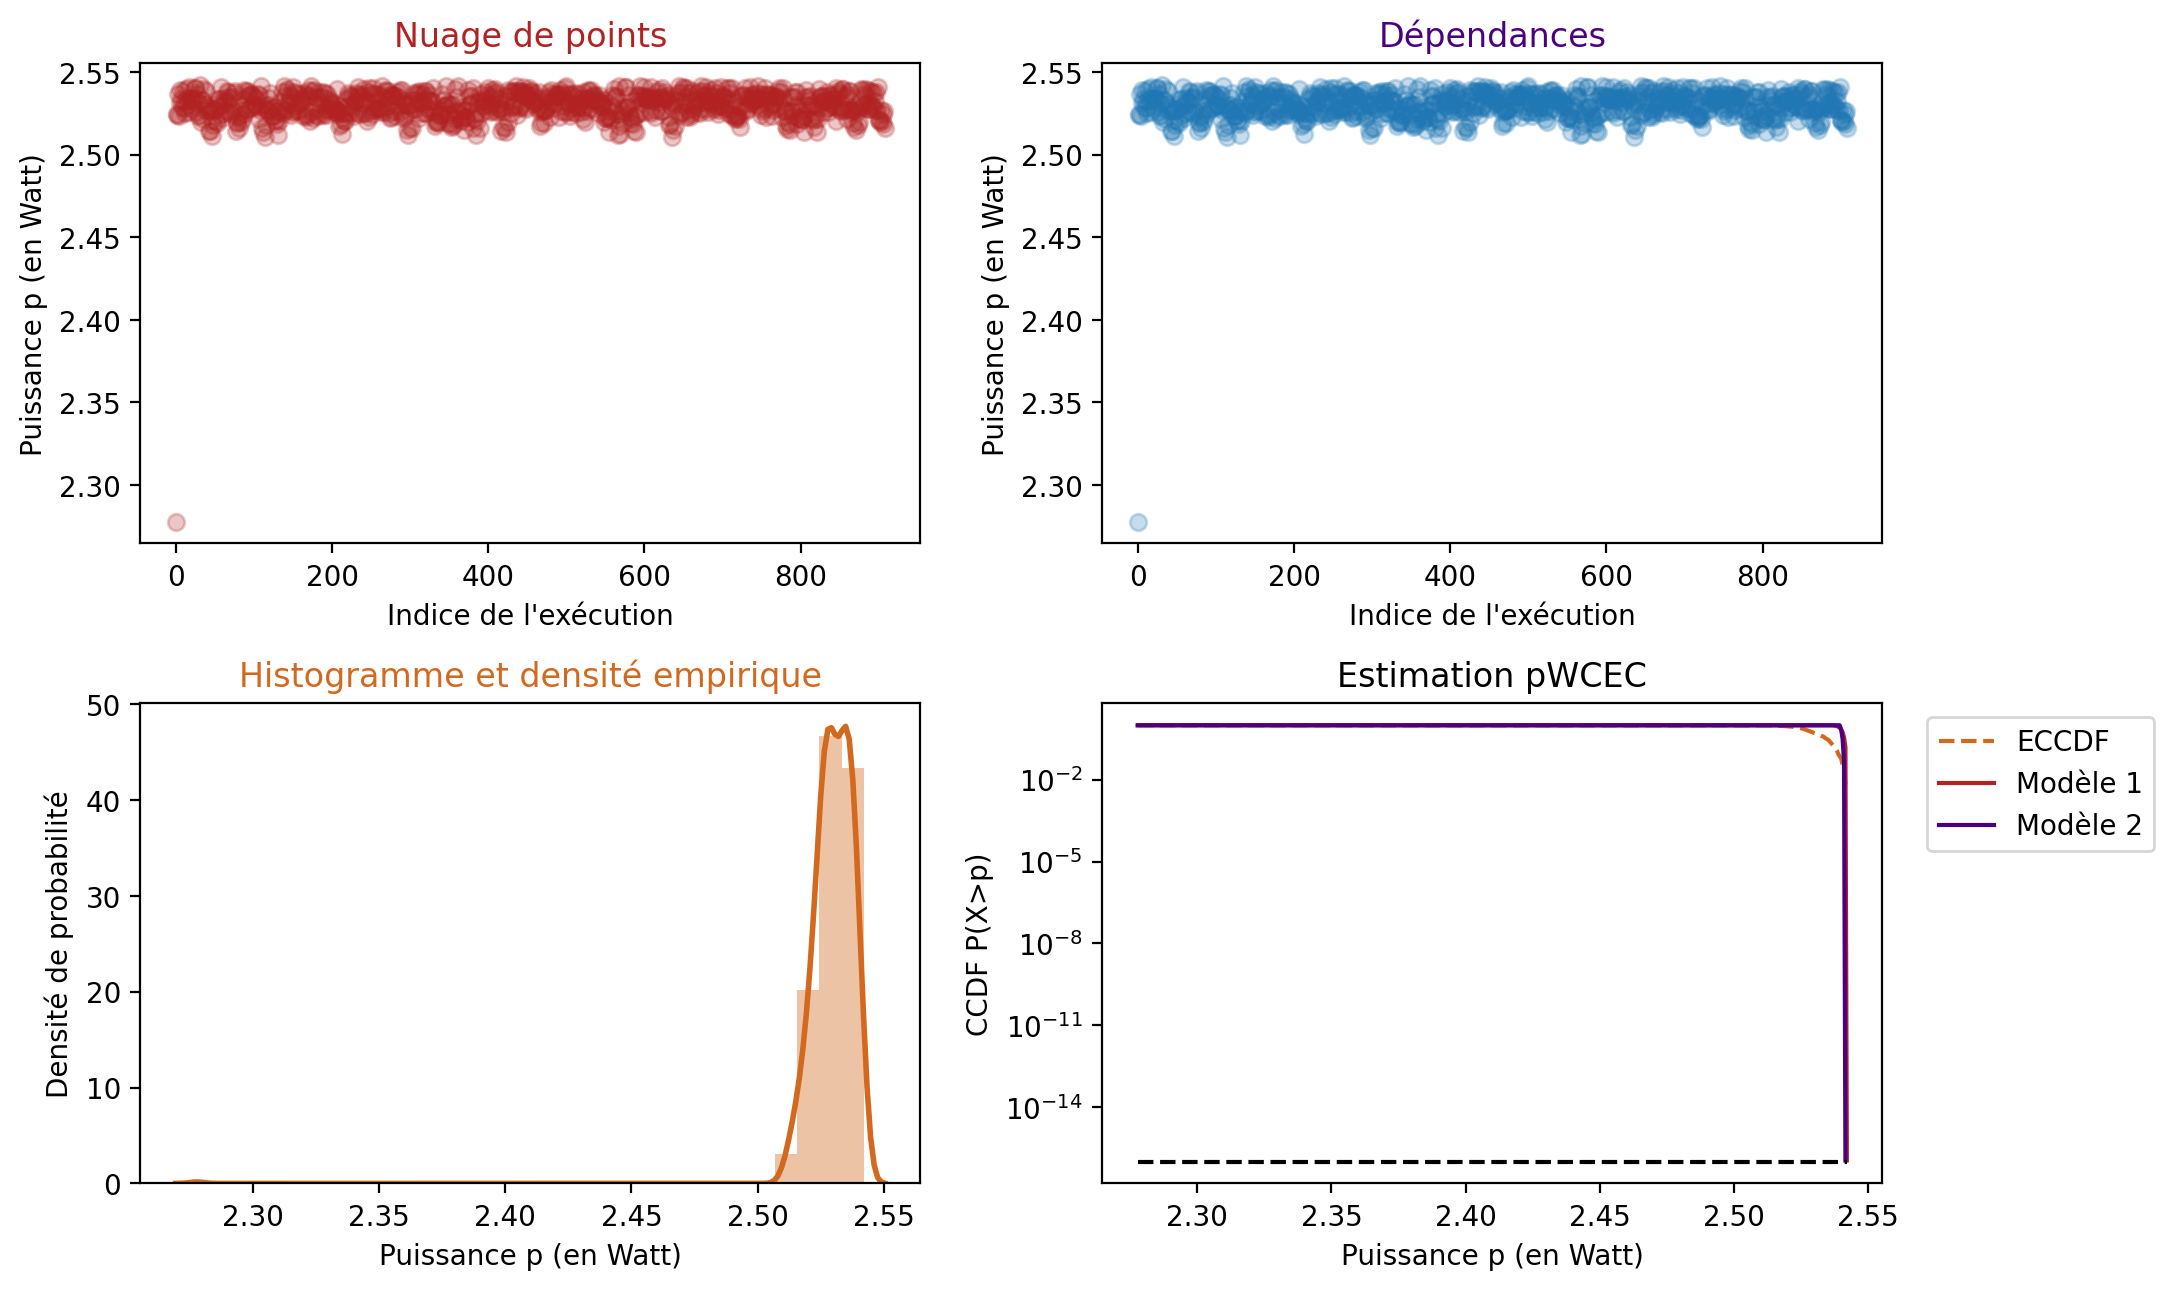 Nuage de points
2.55
2.50
2.45
2.40
2.35
2.30
Puissance p (en Watt)
0 200 400 600 800
Indice de l'exécution
Dépendances
2.55
2.50
2.45
2.40
2.35
2.30
Puissance p (en Watt)
0 200 400 600 800
Indice de l'exécution
Histogramme et densité empirique
50
40
30
20
10
0
Densité de probabilité
2.30 2.35 2.40 2.45 2.50 2.55
Puissance p (en Watt)
Estimation pWCEC
10⁻²
10⁻⁵
10⁻⁸
10⁻¹¹
10⁻¹⁴
CCDF P(X>p)
2.30 2.35 2.40 2.45 2.50 2.55
Puissance p (en Watt)
ECCDF
Modèle 1
Modèle 2